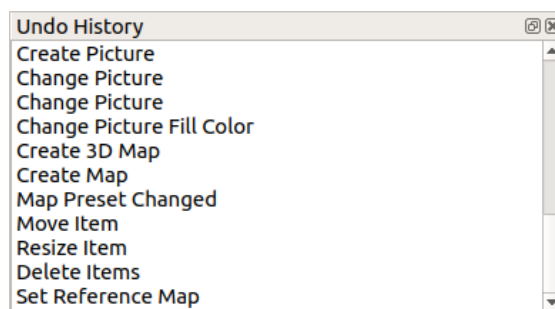 Undo History
Create Picture
Change Picture
Change Picture
Change Picture Fill Color
Create 3D Map
Create Map
Map Preset Changed
Move Item
Resize Item
Delete Items
Set Reference Map